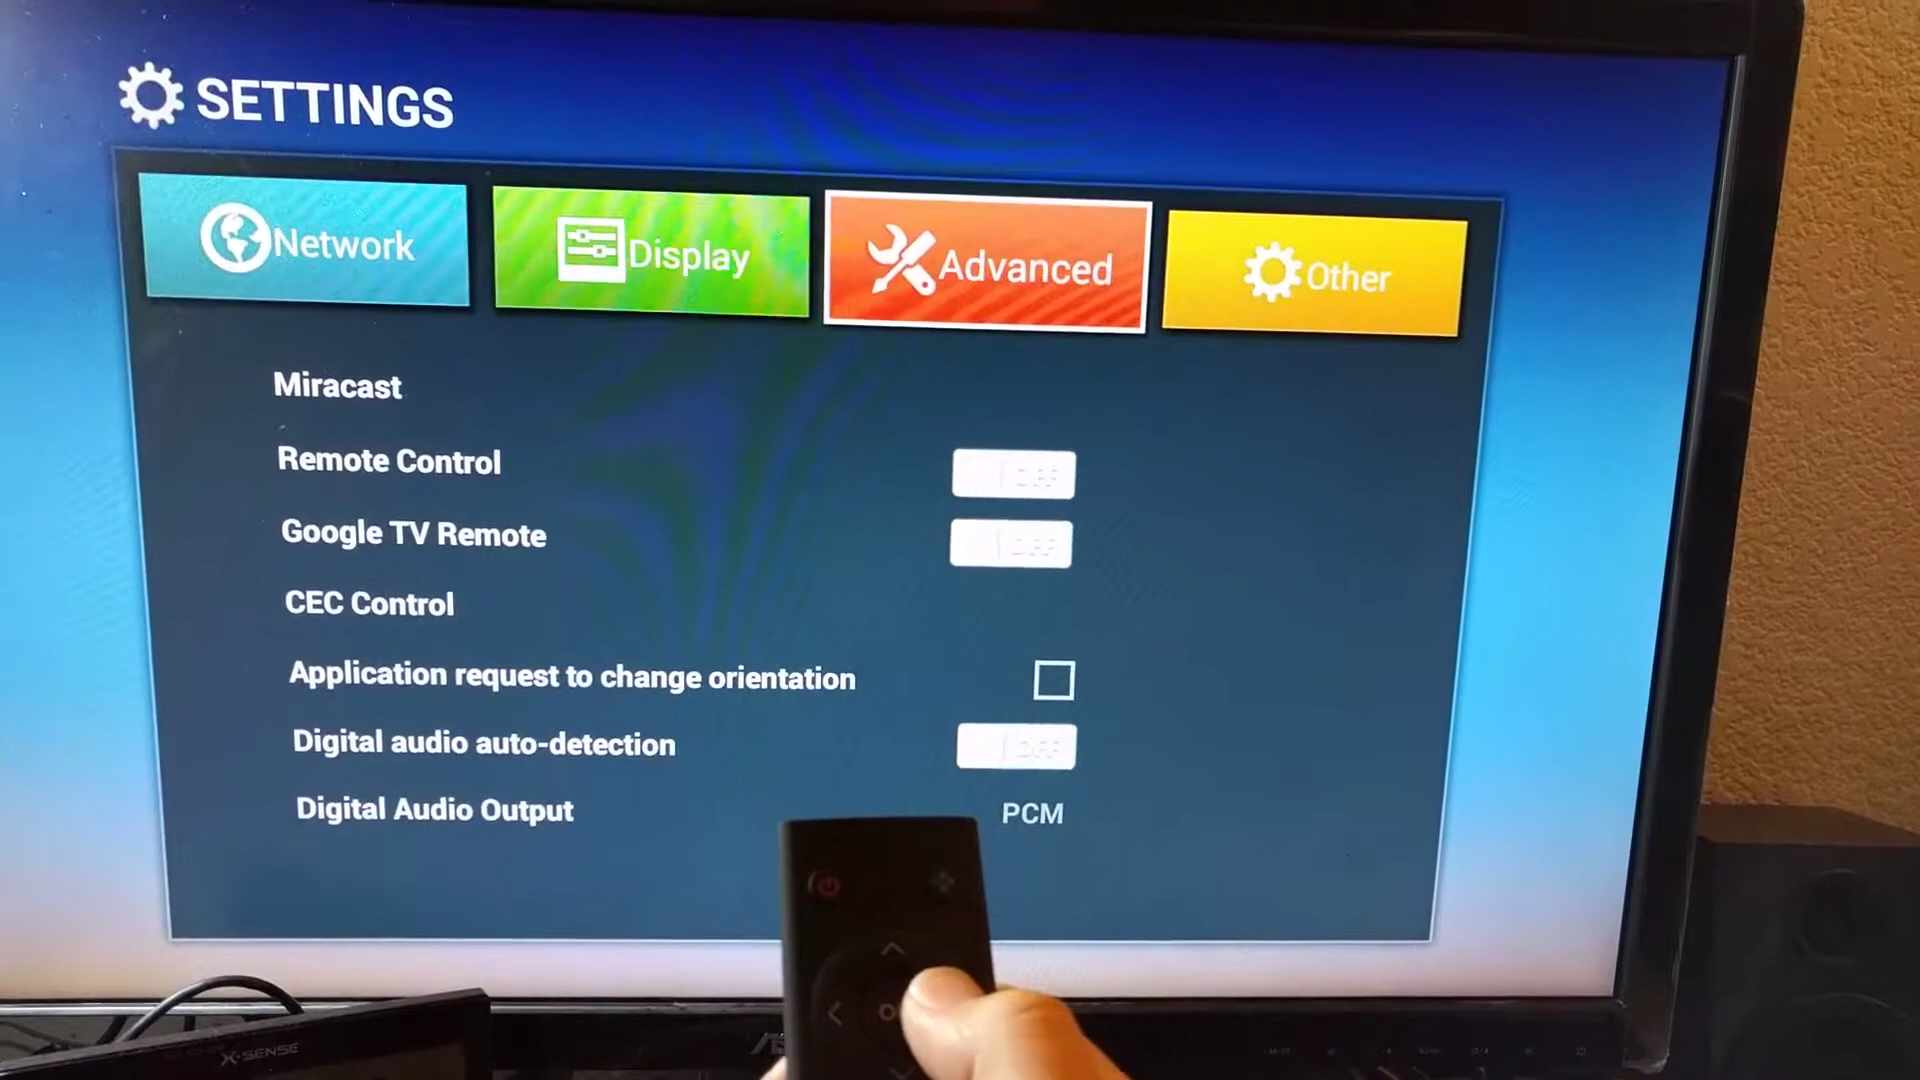 SETTINGS
Network
Display
Advanced
Other
Miracast
Remote Control
Google TV Remote
CEC Control
Application request to change orientation
Digital audio auto-detection
Digital Audio Output PCM
X-SENSE